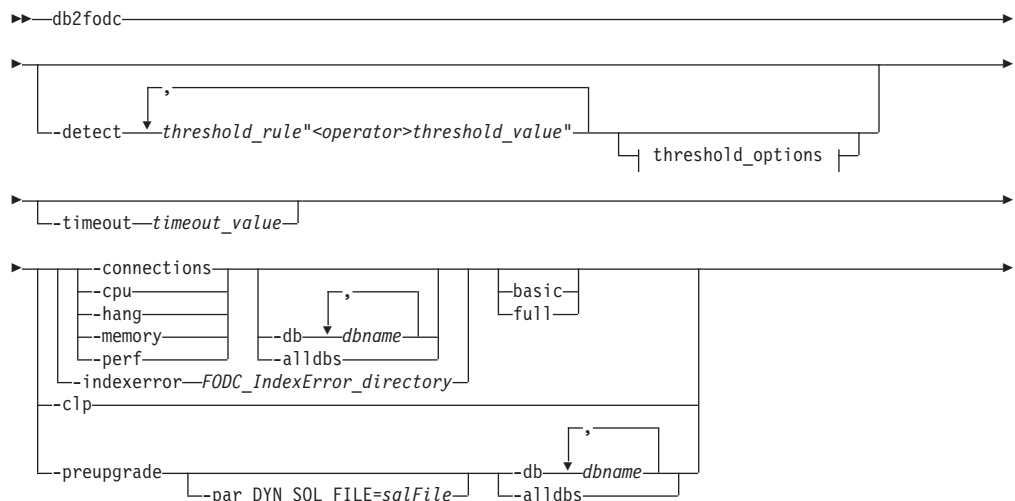 db2fodc
,
-detect threshold_rule"<operator>threshold_value"
threshold_options
-timeout timeout_value
-connections
-cpu
-hang
-memory
-perf
,
-db dbname
-alldbs
basic
full
-indexerror FODC_IndexError_directory
-clp
-preupgrade
-par DYN_SQL_FILE=sqlFile
,
-db dbname
-alldbs